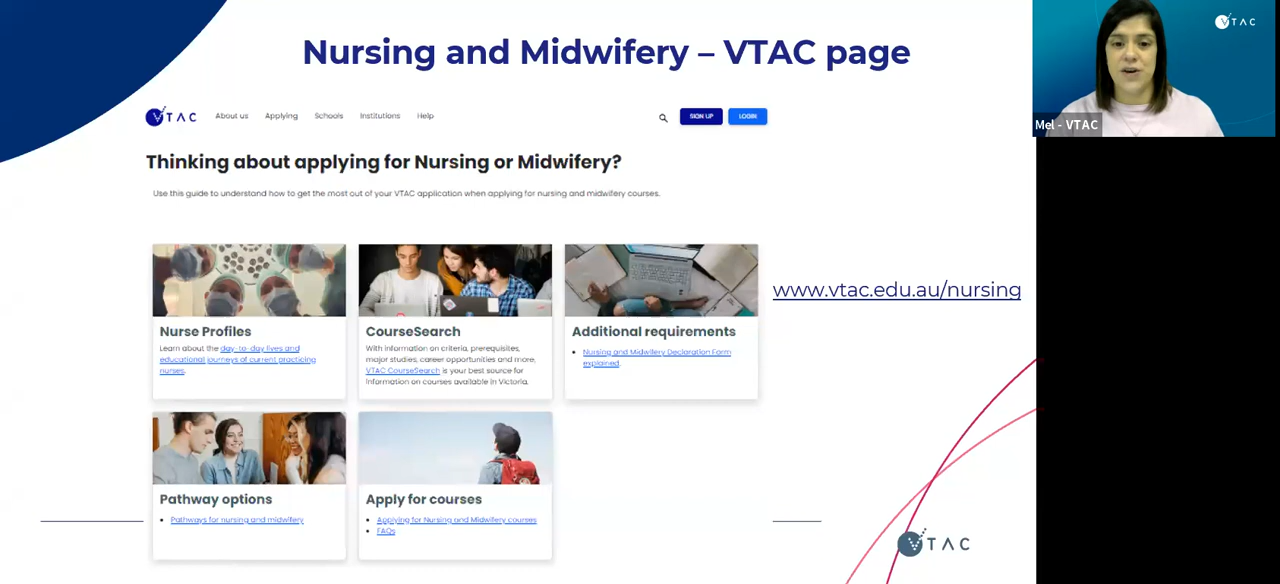 Nursing and Midwifery – VTAC page
VTAC
Mel - VTAC
VTAC
About us
Applying
Schools
Institutions
Help
SIGN UP
LOGIN
Thinking about applying for Nursing or Midwifery?
Use this guide to understand how to get the most out of your VTAC application when applying for nursing and midwifery courses.
Nurse Profiles
Learn about the day-to-day lives and
educational journeys of current practicing
nurses.
CourseSearch
With information on criteria, prerequisites,
major studies, career opportunities and more,
VTAC CourseSearch is your best source for
information on courses available in Victoria.
Additional requirements
Nursing and Midwifery Declaration Form
explained.
www.vtac.edu.au/nursing
Pathway options
Pathways for nursing and midwifery
Apply for courses
Applying for Nursing and Midwifery courses
FAQs
VTAC